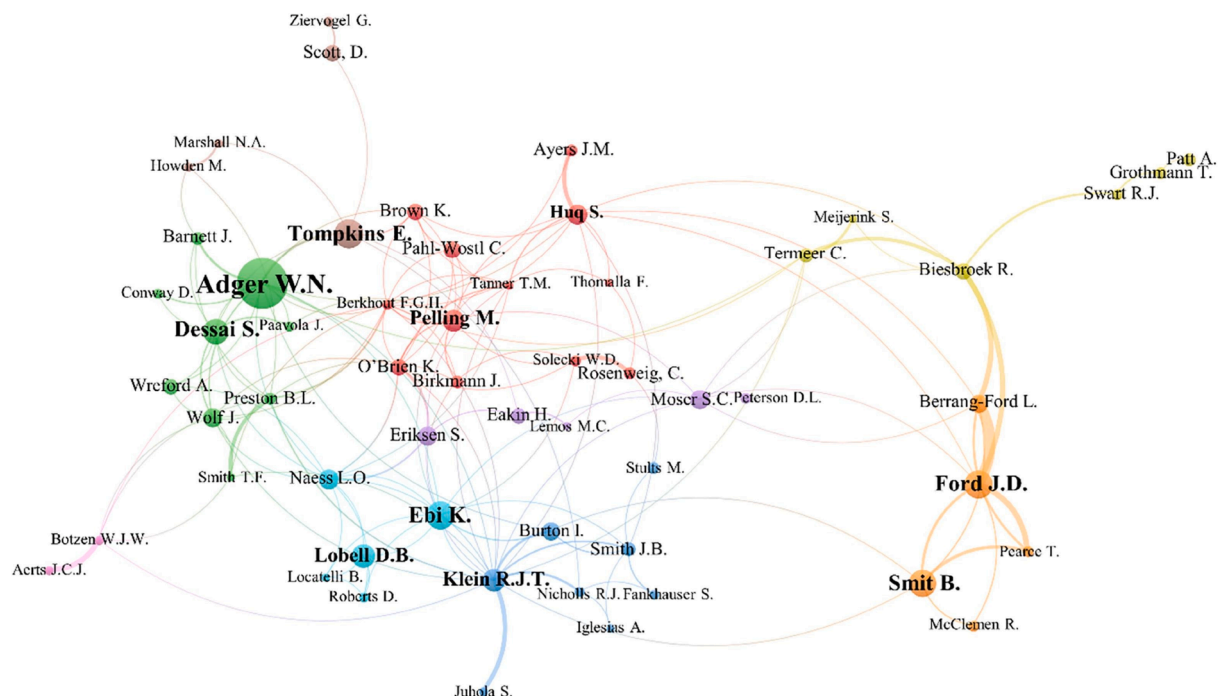 Ziervogel G.
Scott, D.
Marshall N.A.
Howden M.
Ayers J.M.
Patt A.
Grothmann T.
Swart R.J.
Brown K.
Huq S.
Meijerink S.
Tompkins E.
Barnett J.
Pahl-Wostl C.
Termeer C.
Biesbroek R.
Adger W.N.
Tanner T.M.
Thomalla F.
Conway D.
Berkhout F.G.H.
Pelling M.
Dessai S.
Paavola J.
Solecki W.D.
O'Brien K.
Rosenweig, C.
Birkmann J.
Wreford A.
Preston B.L.
Moser S.C.
Peterson D.L.
Berrang-Ford L.
Wolf J.
Eakin H.
Lemos M.C.
Eriksen S.
Smith T.F.
Naess L.O.
Stults M.
Ford J.D.
Ebi K.
Burton I.
Botzen W.J.W.
Smith J.B.
Pearce T.
Lobell D.B.
Aerts J.C.J.
Locatelli B.
Klein R.J.T.
Smit B.
Roberts D.
Nicholls R.J.
Fankhauser S.
Iglesias A.
McClemen R.
Juhola S.